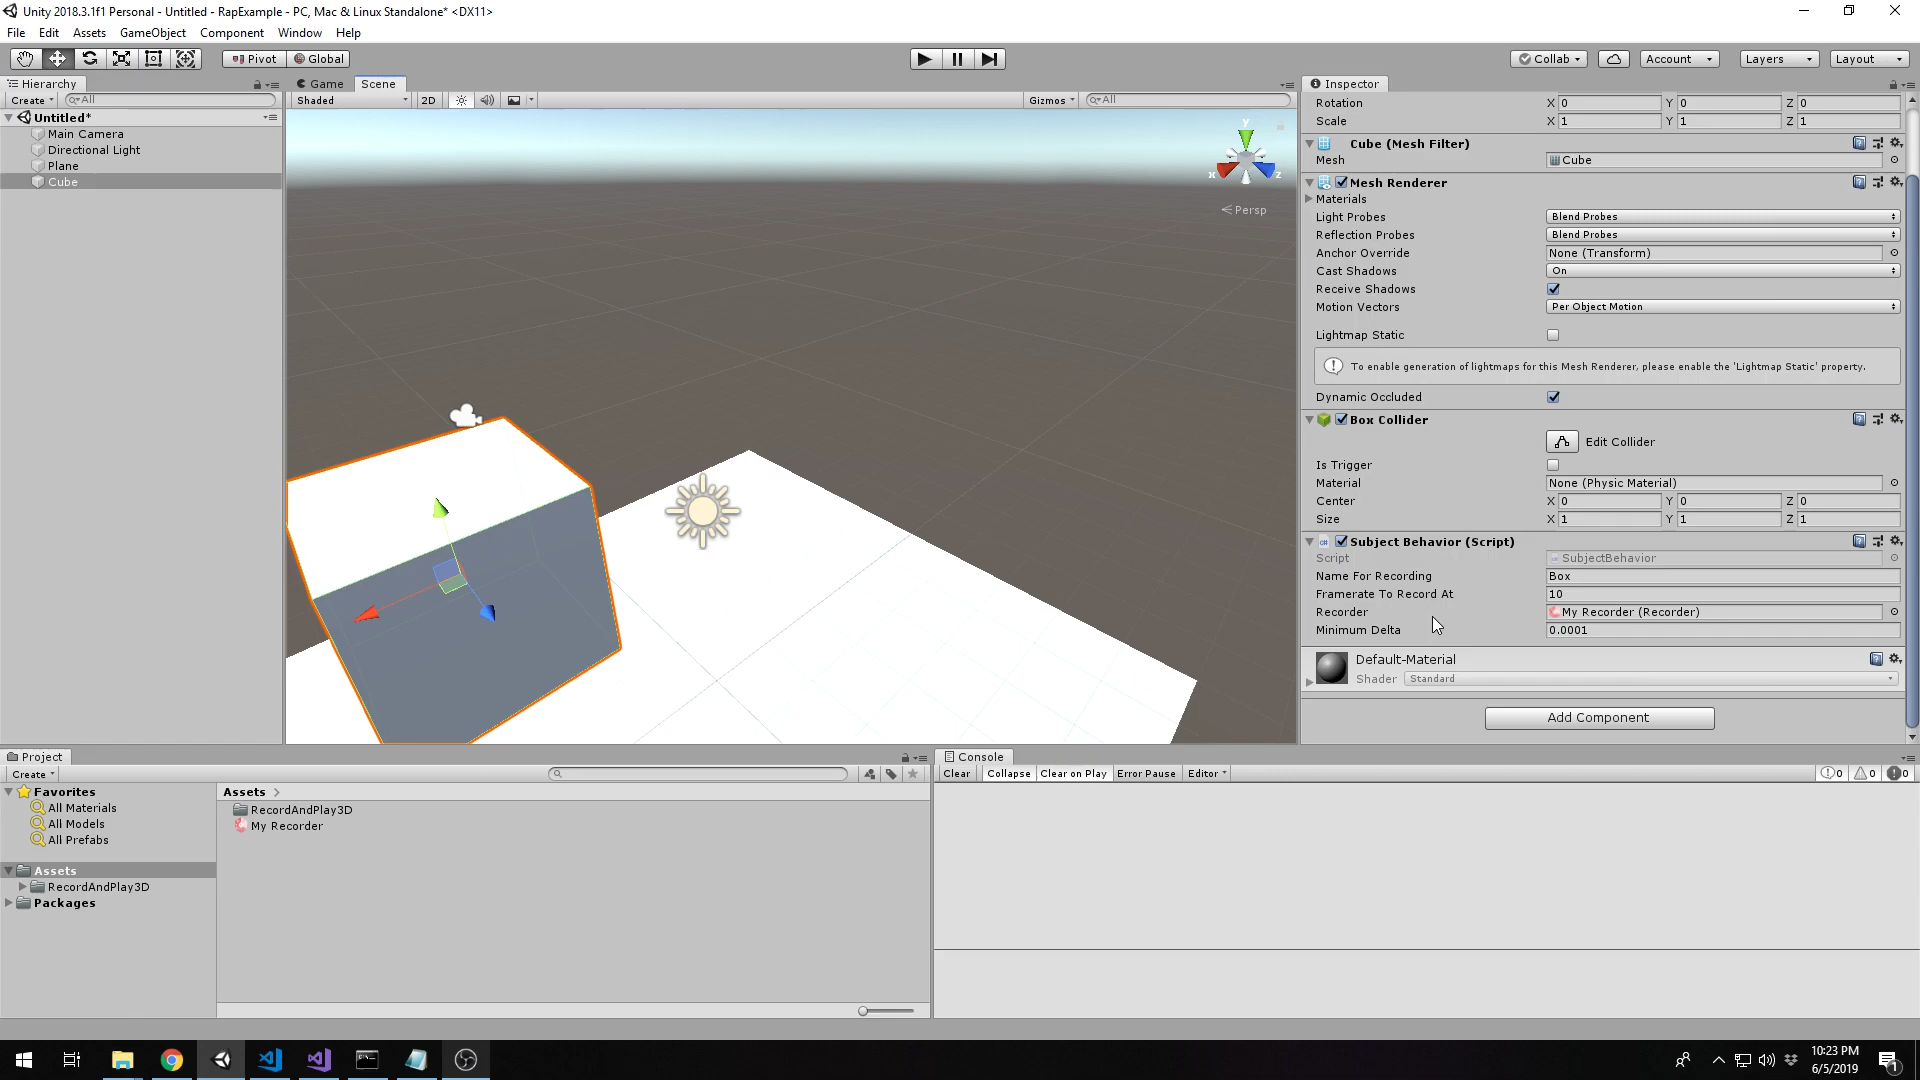 Unity 2018.3.1f1 Personal - Untitled - RapExample - PC, Mac & Linux Standalone* <DX11>
File Edit Assets GameObject Component Window Help
Pivot Global Collab Account Layers Layout
Hierarchy
Create All
Untitled*
Main Camera
Directional Light
Plane
Cube
Game Scene
Shaded 2D Gizmos All
y
x z
Persp
Inspector
Rotation X 0 Y 0 Z 0
Scale X 1 Y 1 Z 1
Cube (Mesh Filter)
Mesh Cube
Mesh Renderer
Materials
Light Probes Blend Probes
Reflection Probes Blend Probes
Anchor Override None (Transform)
Cast Shadows On
Receive Shadows
Motion Vectors Per Object Motion
Lightmap Static
To enable generation of lightmaps for this Mesh Renderer, please enable the 'Lightmap Static' property.
Dynamic Occluded
Box Collider
Edit Collider
Is Trigger
Material None (Physic Material)
Center X 0 Y 0 Z 0
Size X 1 Y 1 Z 1
Subject Behavior (Script)
Script SubjectBehavior
Name For Recording Box
Framerate To Record At 10
Recorder My Recorder (Recorder)
Minimum Delta 0.0001
Default-Material
Shader Standard
Add Component
Project
Create
Favorites
All Materials
All Models
All Prefabs
Assets
RecordAndPlay3D
Packages
Assets
RecordAndPlay3D
My Recorder
Console
Clear Collapse Clear on Play Error Pause Editor 0 0 0
10:23 PM
6/5/2019
1